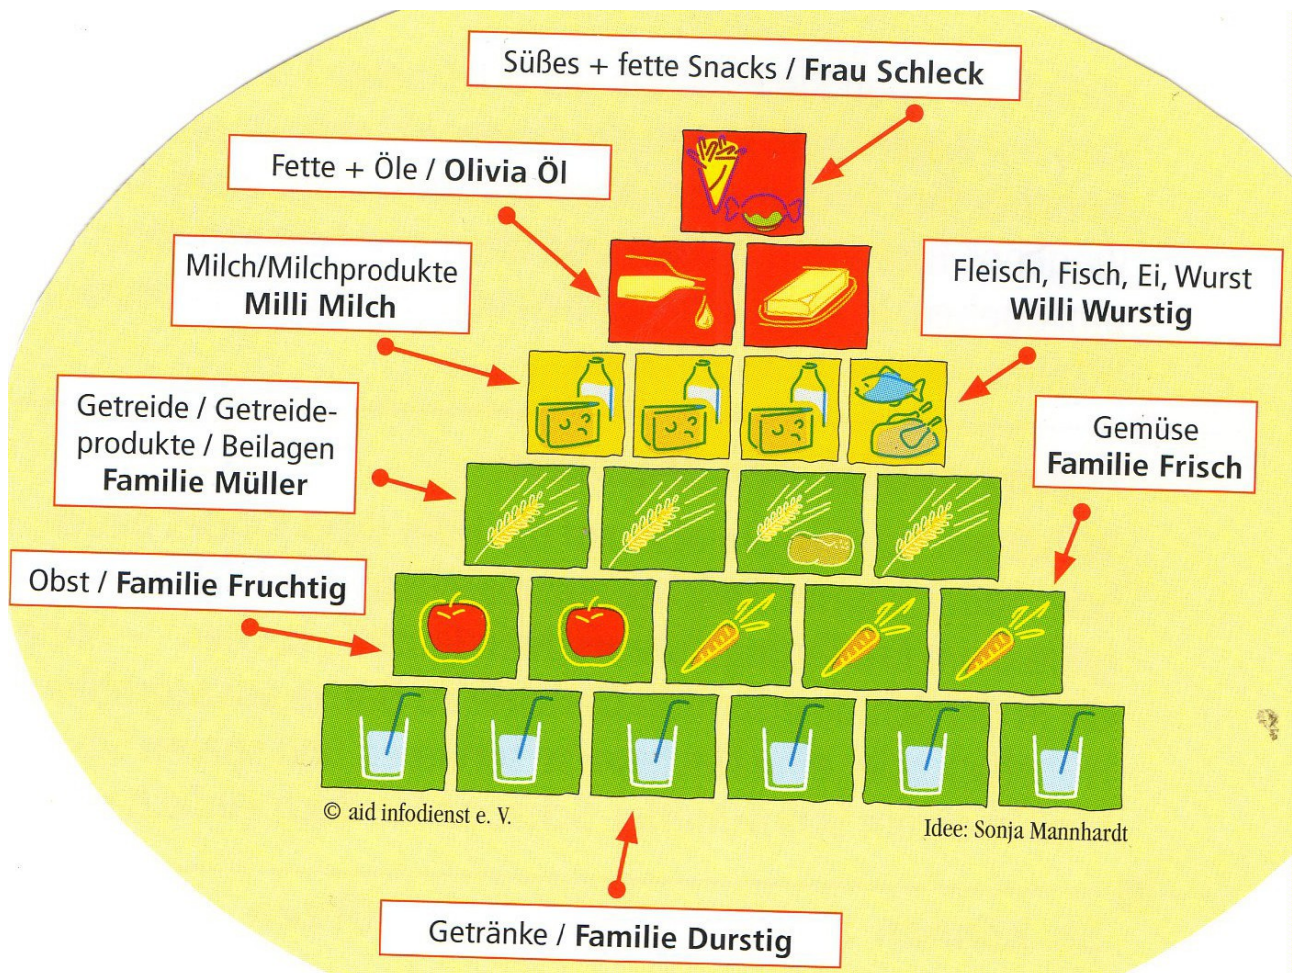 Süßes + fette Snacks / Frau Schleck
Fette + Öle / Olivia Öl
Milch/Milchprodukte
Milli Milch
Fleisch, Fisch, Ei, Wurst
Willi Wurstig
Getreide / Getreide-
produkte / Beilagen
Familie Müller
Gemüse
Familie Frisch
Obst / Familie Fruchtig
© aid infodienst e. V.
Idee: Sonja Mannhardt
Getränke / Familie Durstig